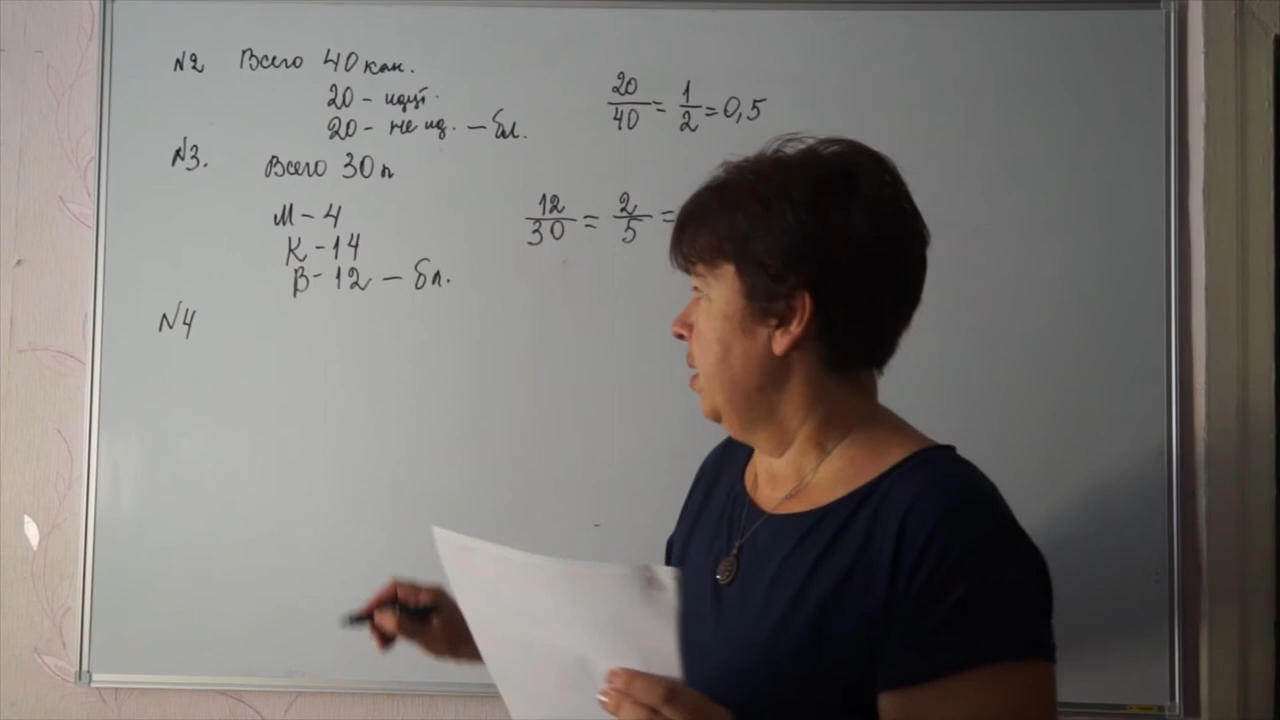 №2 Всего 40 кан.
20 - идут.
20 - не ид. - бл.
20/40 = 1/2 = 0,5
№3. Всего 30 п
М - 4
К - 14
В - 12 - бл.
12/30 = 2/5 =
№4